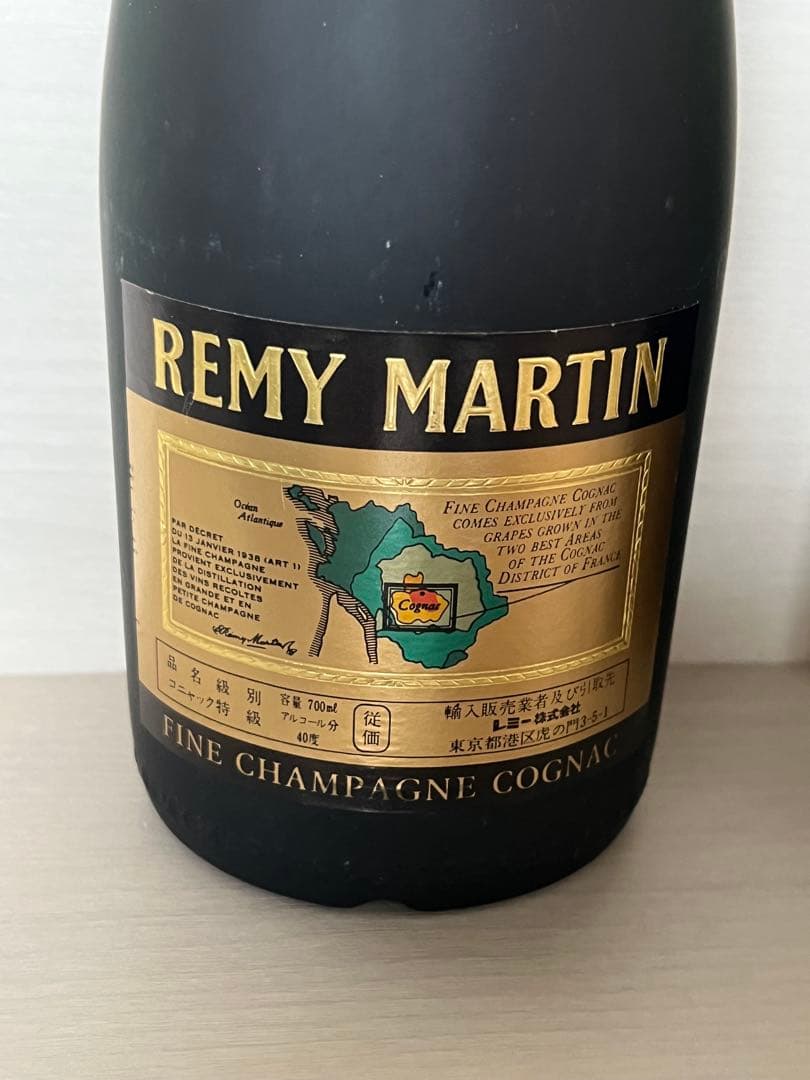 REMY MARTIN
Océan
Atlantique
PAR DÉCRET
DU 13 JANVIER 1938 (ART 1)
LA FINE CHAMPAGNE
PROVIENT EXCLUSIVEMENT
DE LA DISTILLATION
DES VINS RÉCOLTÉS
EN GRANDE ET EN
PETITE CHAMPAGNE
DE COGNAC
Rémy Martin
Cognac
FINE CHAMPAGNE COGNAC
COMES EXCLUSIVELY FROM
GRAPES GROWN IN THE
TWO BEST AREAS
OF THE COGNAC
DISTRICT OF FRANCE
品名級別
コニャック特級
容量 700ml
アルコール分
40度
従価
輸入販売業者及び引取先
レミー株式会社
東京都港区虎の門3-5-1
FINE CHAMPAGNE COGNAC